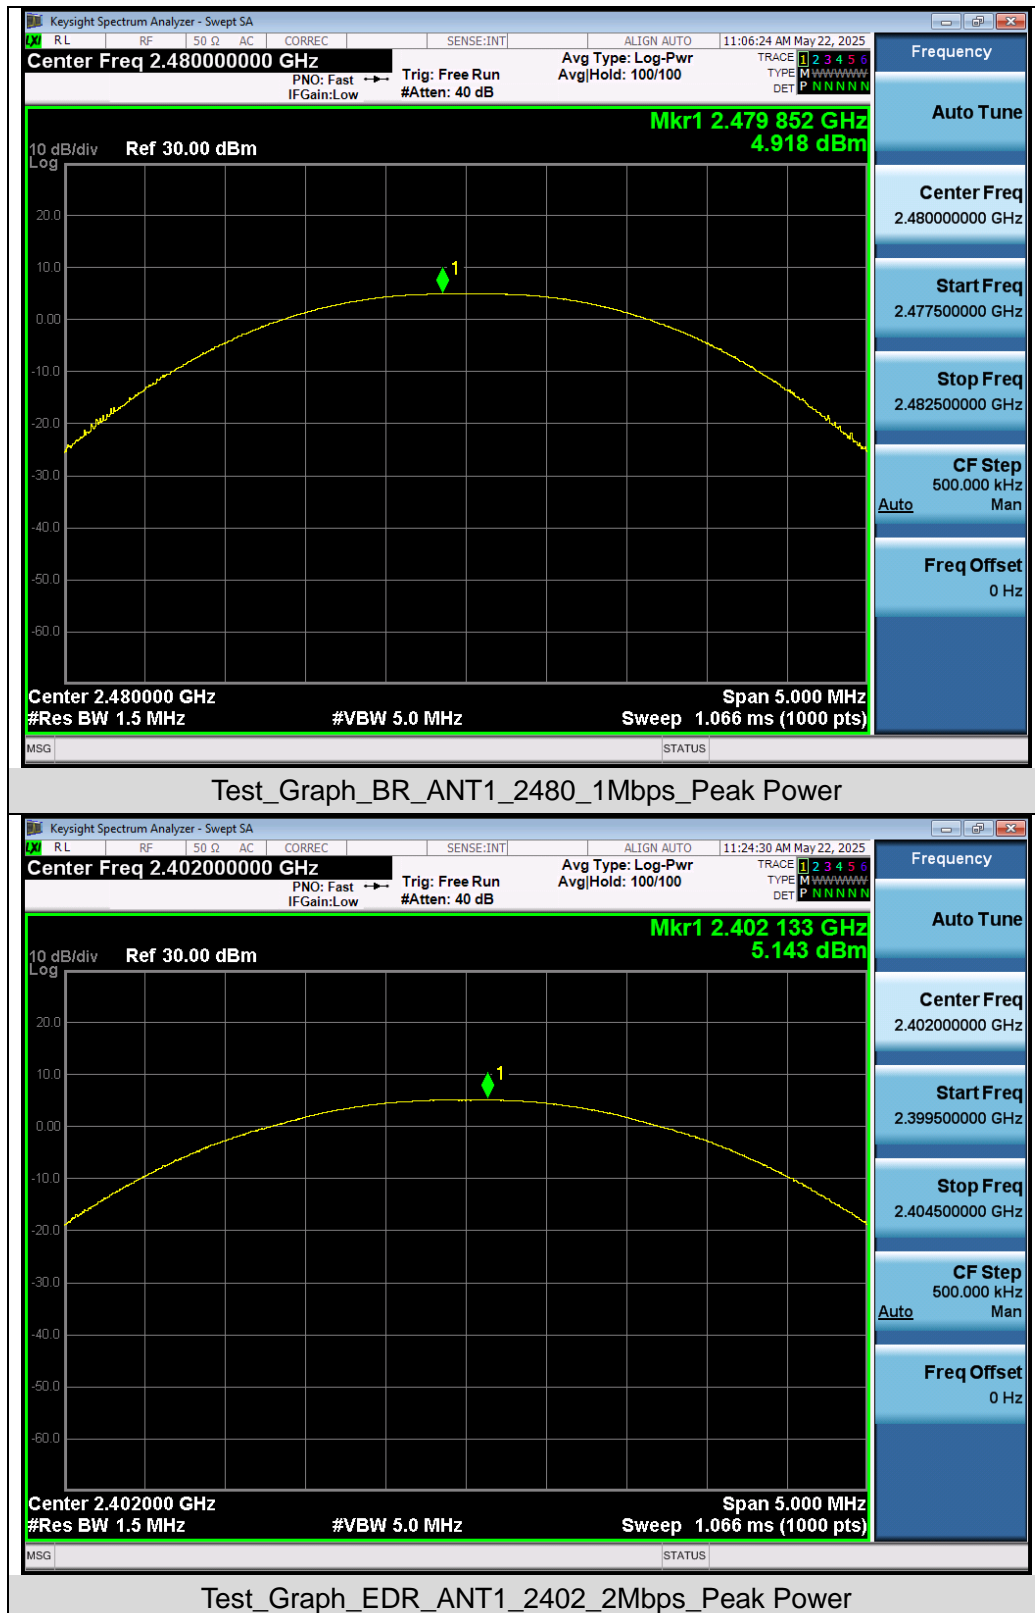 Keysight Spectrum Analyzer - Swept SA
LXI RL RF 50 Ω AC CORREC SENSE:INT ALIGN AUTO 11:06:24 AM May 22, 2025
Center Freq 2.480000000 GHz
PNO: Fast
IFGain:Low
Trig: Free Run
#Atten: 40 dB
Avg Type: Log-Pwr
Avg|Hold: 100/100
TRACE 1 2 3 4 5 6
TYPE M W W W W W
DET P N N N N N
Frequency
Mkr1 2.479 852 GHz
4.918 dBm
10 dB/div Ref 30.00 dBm
Log
20.0
10.0
0.00
-10.0
-20.0
-30.0
-40.0
-50.0
-60.0
1
Center 2.480000 GHz Span 5.000 MHz
#Res BW 1.5 MHz #VBW 5.0 MHz Sweep 1.066 ms (1000 pts)
MSG STATUS
Auto Tune
Center Freq
2.480000000 GHz
Start Freq
2.477500000 GHz
Stop Freq
2.482500000 GHz
CF Step
500.000 kHz
Auto Man
Freq Offset
0 Hz
Test_Graph_BR_ANT1_2480_1Mbps_Peak Power
Keysight Spectrum Analyzer - Swept SA
LXI RL RF 50 Ω AC CORREC SENSE:INT ALIGN AUTO 11:24:30 AM May 22, 2025
Center Freq 2.402000000 GHz
PNO: Fast
IFGain:Low
Trig: Free Run
#Atten: 40 dB
Avg Type: Log-Pwr
Avg|Hold: 100/100
TRACE 1 2 3 4 5 6
TYPE M W W W W W
DET P N N N N N
Frequency
Mkr1 2.402 133 GHz
5.143 dBm
10 dB/div Ref 30.00 dBm
Log
20.0
10.0
0.00
-10.0
-20.0
-30.0
-40.0
-50.0
-60.0
1
Center 2.402000 GHz Span 5.000 MHz
#Res BW 1.5 MHz #VBW 5.0 MHz Sweep 1.066 ms (1000 pts)
MSG STATUS
Auto Tune
Center Freq
2.402000000 GHz
Start Freq
2.399500000 GHz
Stop Freq
2.404500000 GHz
CF Step
500.000 kHz
Auto Man
Freq Offset
0 Hz
Test_Graph_EDR_ANT1_2402_2Mbps_Peak Power